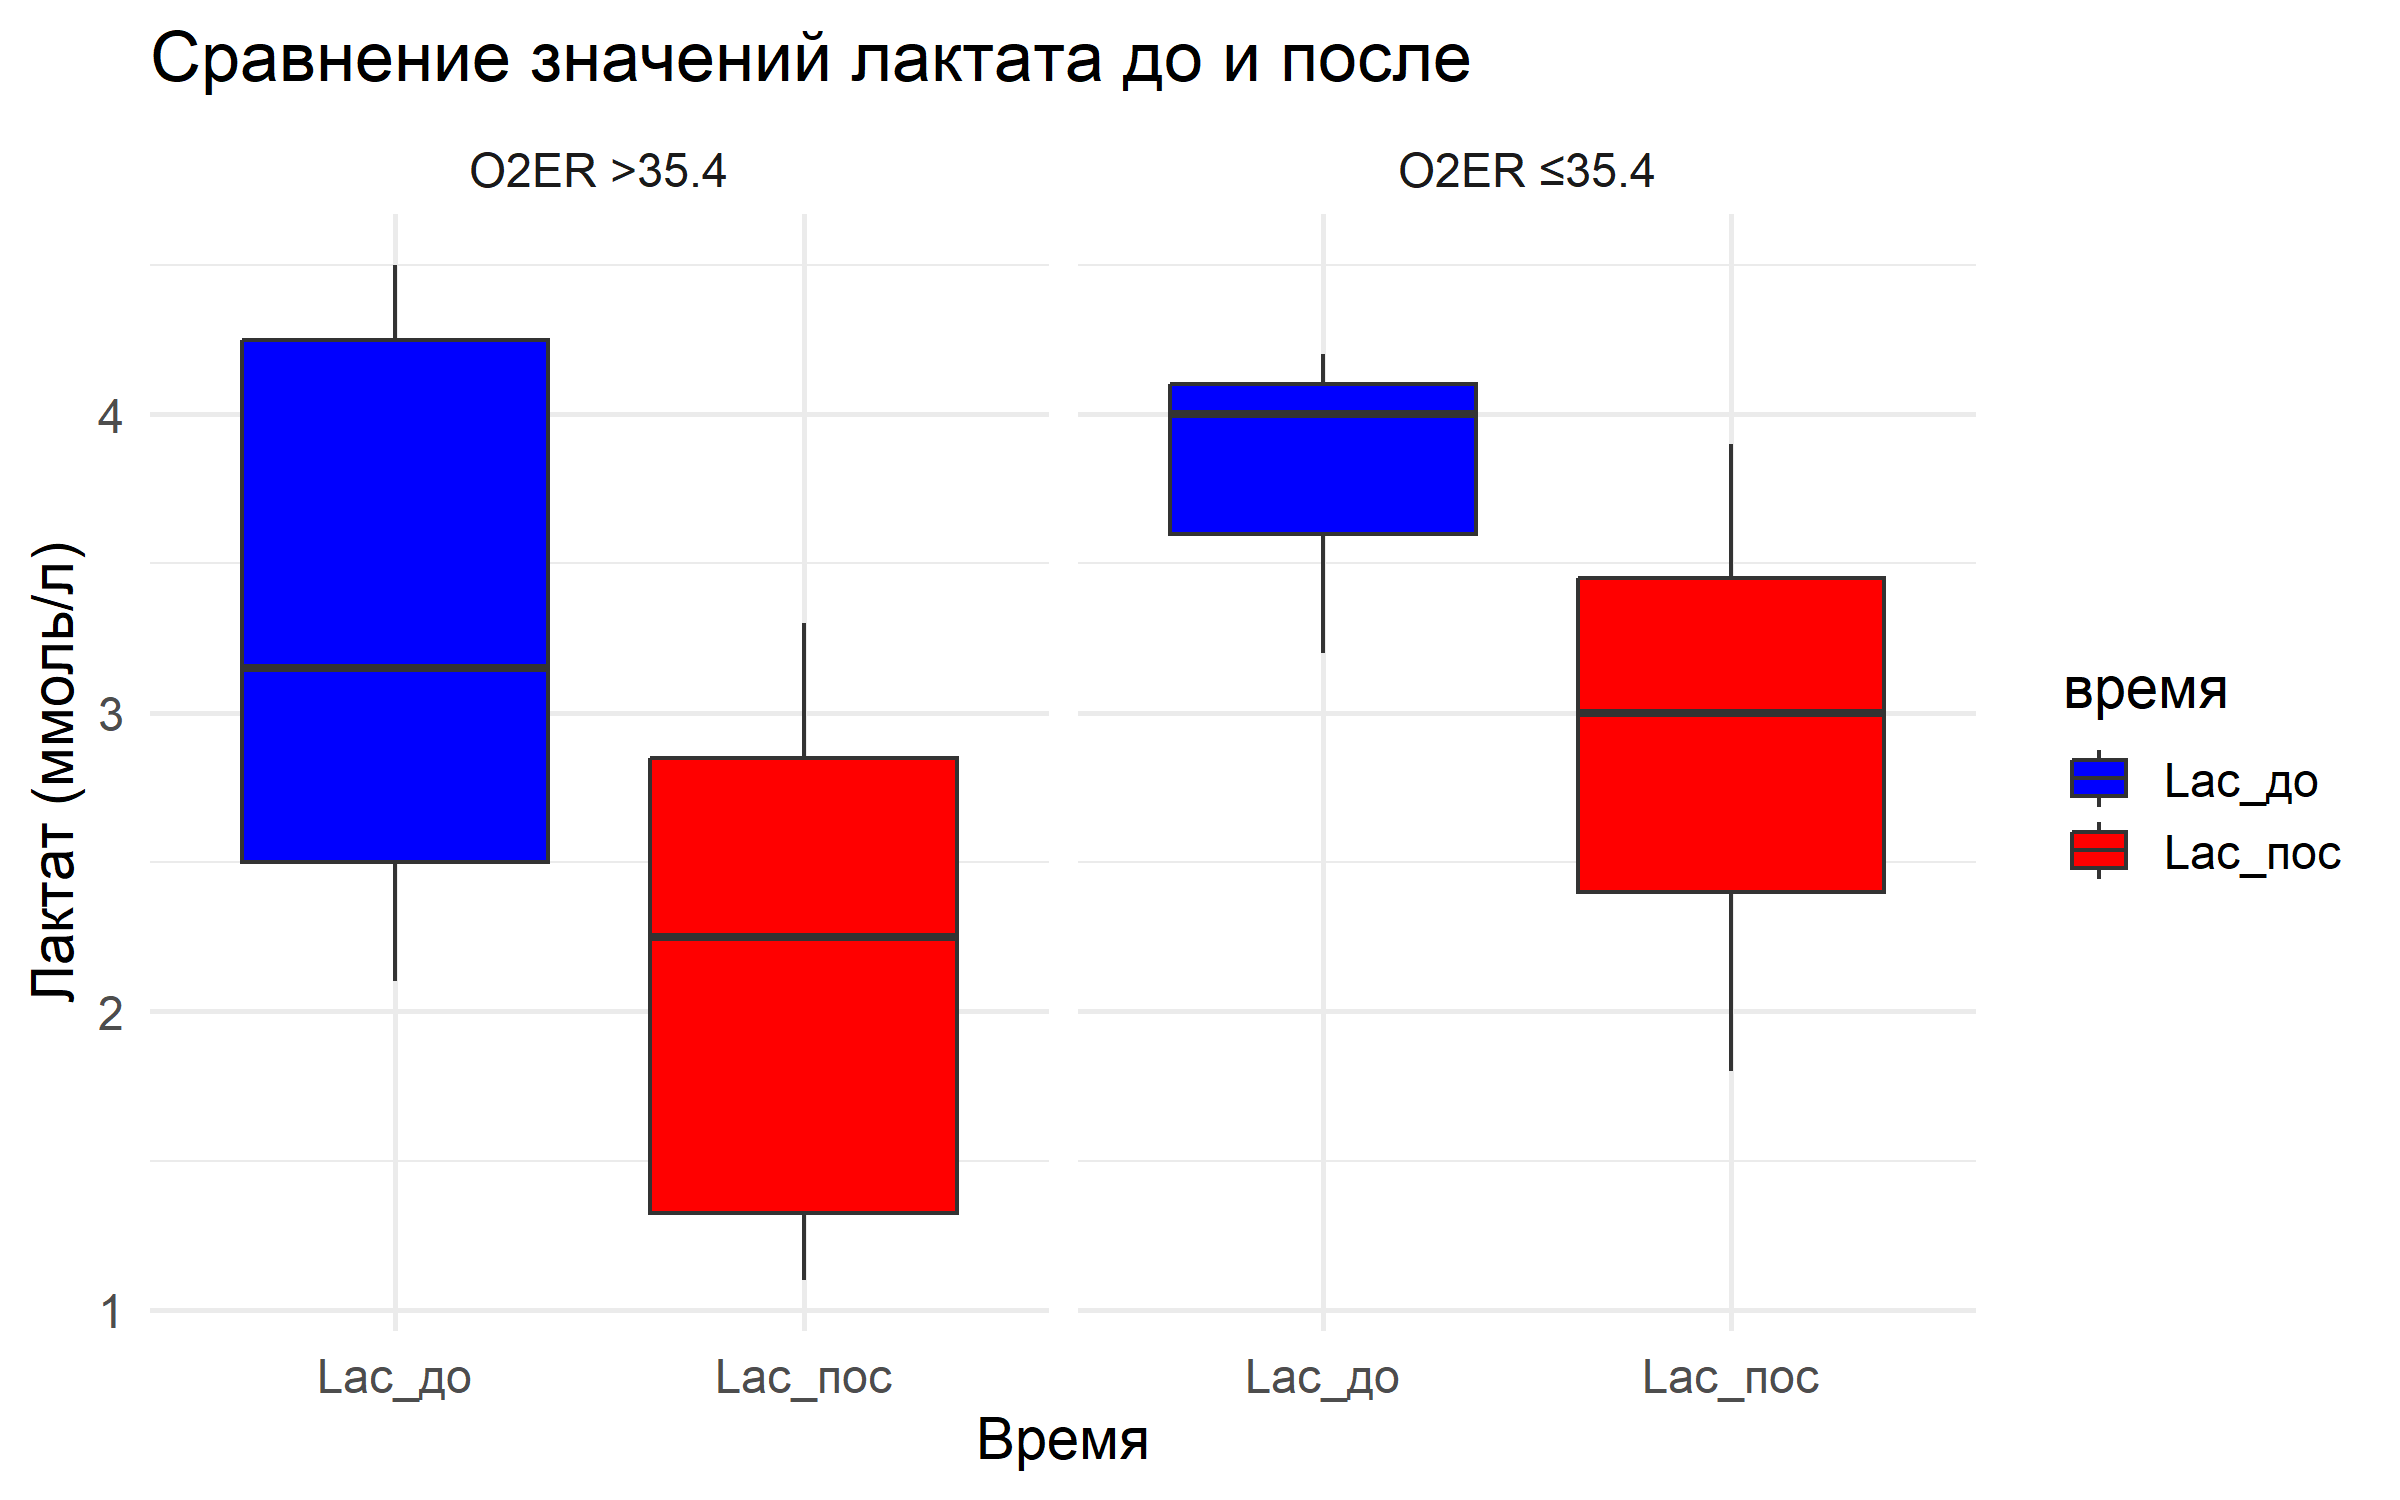 Сравнение значений лактата до и после
O2ER >35.4
O2ER ≤35.4
Лактат (ммоль/л)
4
3
2
1
Lac_до
Lac_пос
Lac_до
Lac_пос
Время
время
Lac_до
Lac_пос